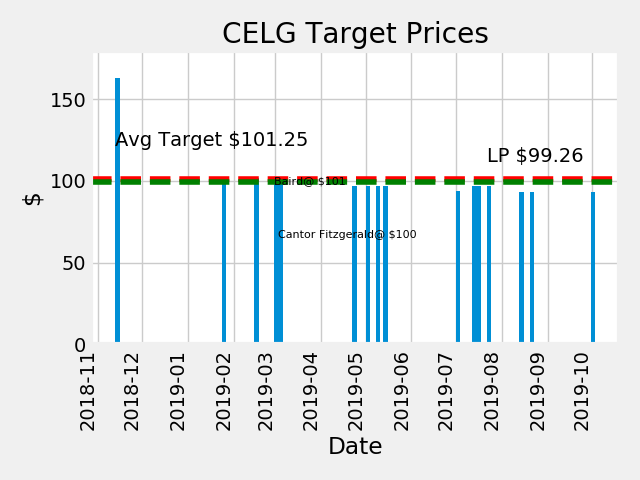 CELG Target Prices
150
Avg Target $101.25
LP $99.26
100
Baird@ $101
Cantor Fitzgerald@ $100
50
0
$
2018-11
2018-12
2019-01
2019-02
2019-03
2019-04
2019-05
2019-06
2019-07
2019-08
2019-09
2019-10
Date